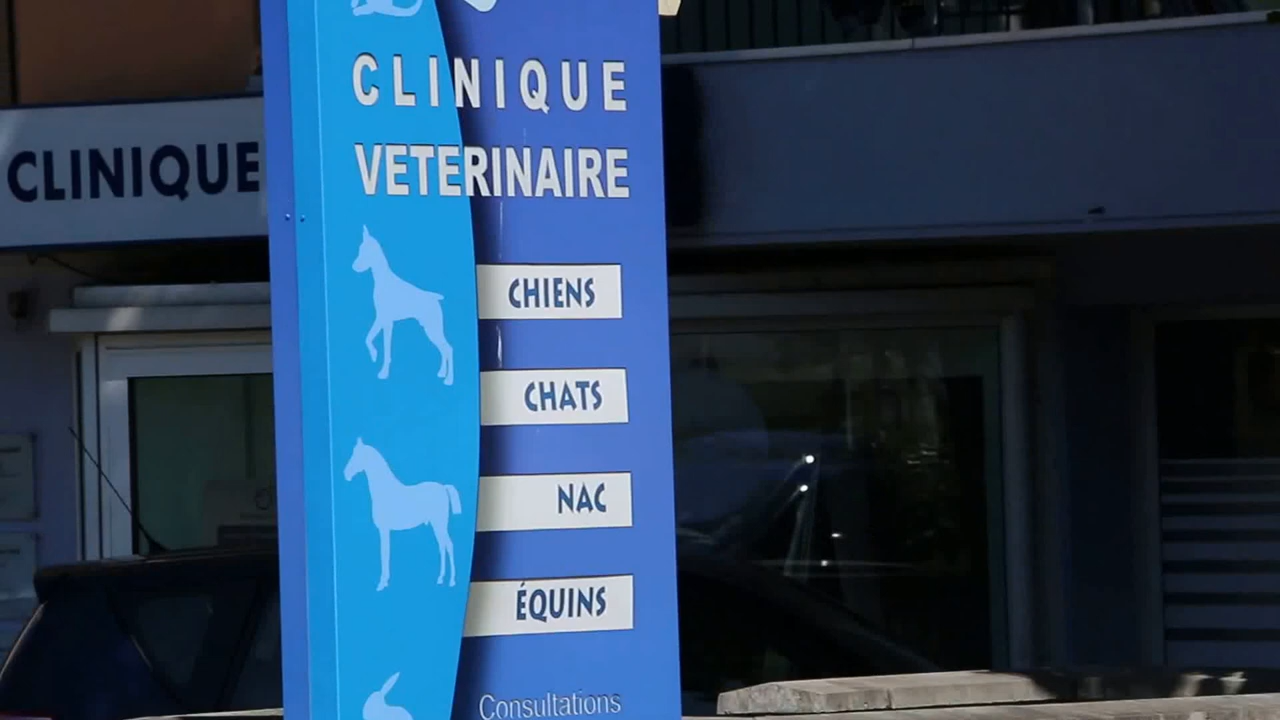 CLINIQUE
VETERINAIRE
CLINIQUE
CHIENS
CHATS
NAC
ÉQUINS
Consultations